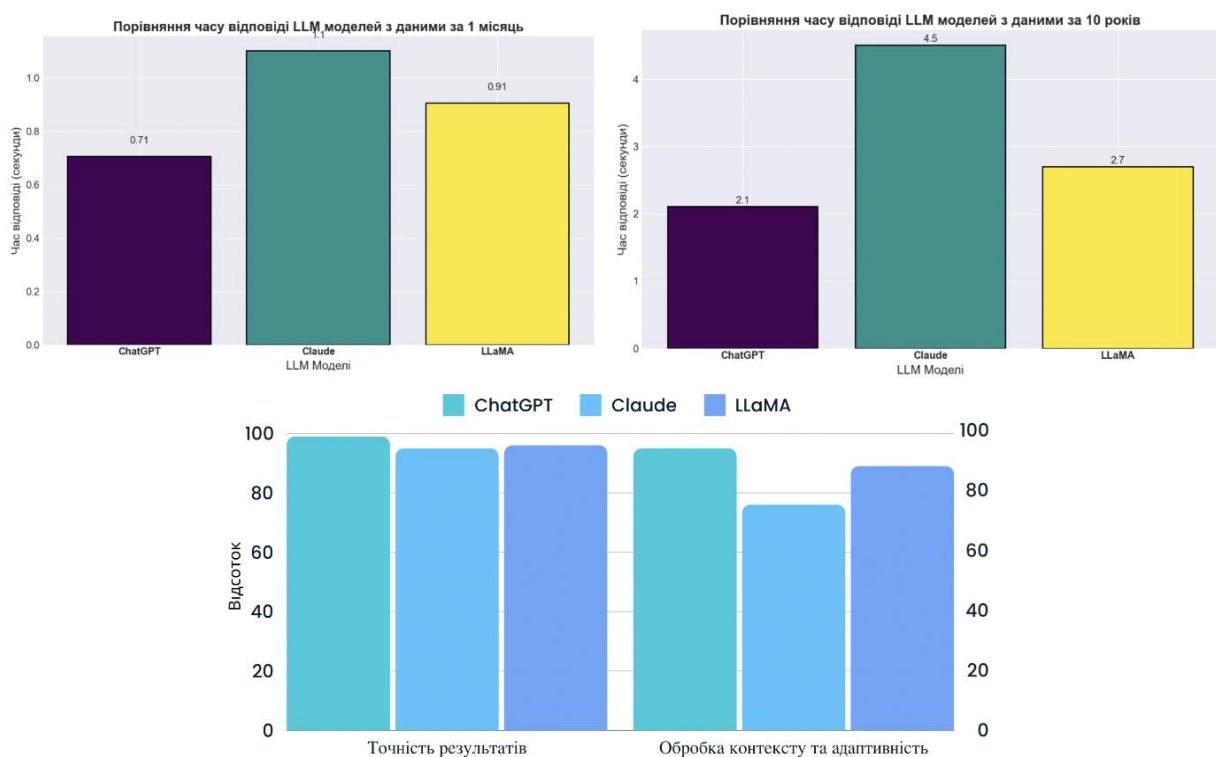 Порівняння часу відповіді LLM моделей з даними за 1 місяць
1.1
0.91
0.71
1.0
0.8
0.6
0.4
0.2
0.0
Час відповіді (секунди)
ChatGPT Claude LLaMA
LLM Моделі
Порівняння часу відповіді LLM моделей з даними за 10 років
4.5
2.7
2.1
4
3
2
1
0
Час відповіді (секунди)
ChatGPT Claude LLaMA
LLM Моделі
ChatGPT Claude LLaMA
100 100
80 80
60 60
40 40
20 20
0 0
Відсоток
Точність результатів Обробка контексту та адаптивність